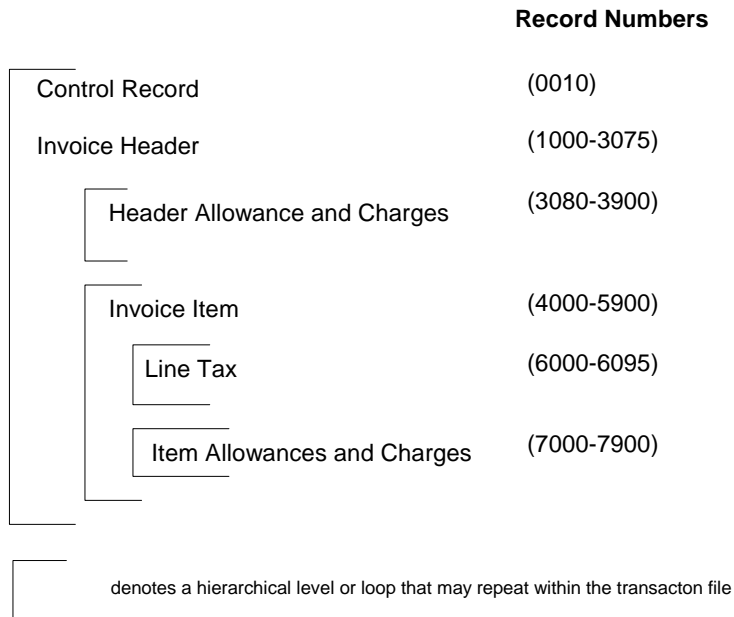 Record Numbers
Control Record (0010)
Invoice Header (1000-3075)
Header Allowance and Charges (3080-3900)
Invoice Item (4000-5900)
Line Tax (6000-6095)
Item Allowances and Charges (7000-7900)
denotes a hierarchical level or loop that may repeat within the transacton file